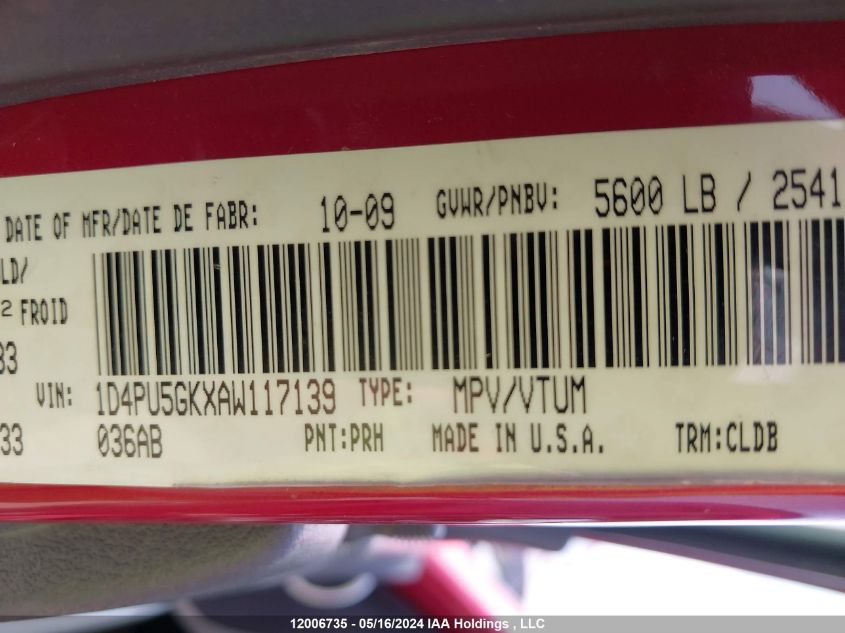 DATE OF MFR/DATE DE FABR: 10-09 GVWR/PNBV: 5600 LB / 2541
LD/
2 FROID
33
VIN: 1D4PU5GKXAW117139 TYPE: MPV/VTUM
33 036AB PNT:PRH MADE IN U.S.A. TRM:CLDB
12006735 - 05/16/2024 IAA Holdings , LLC